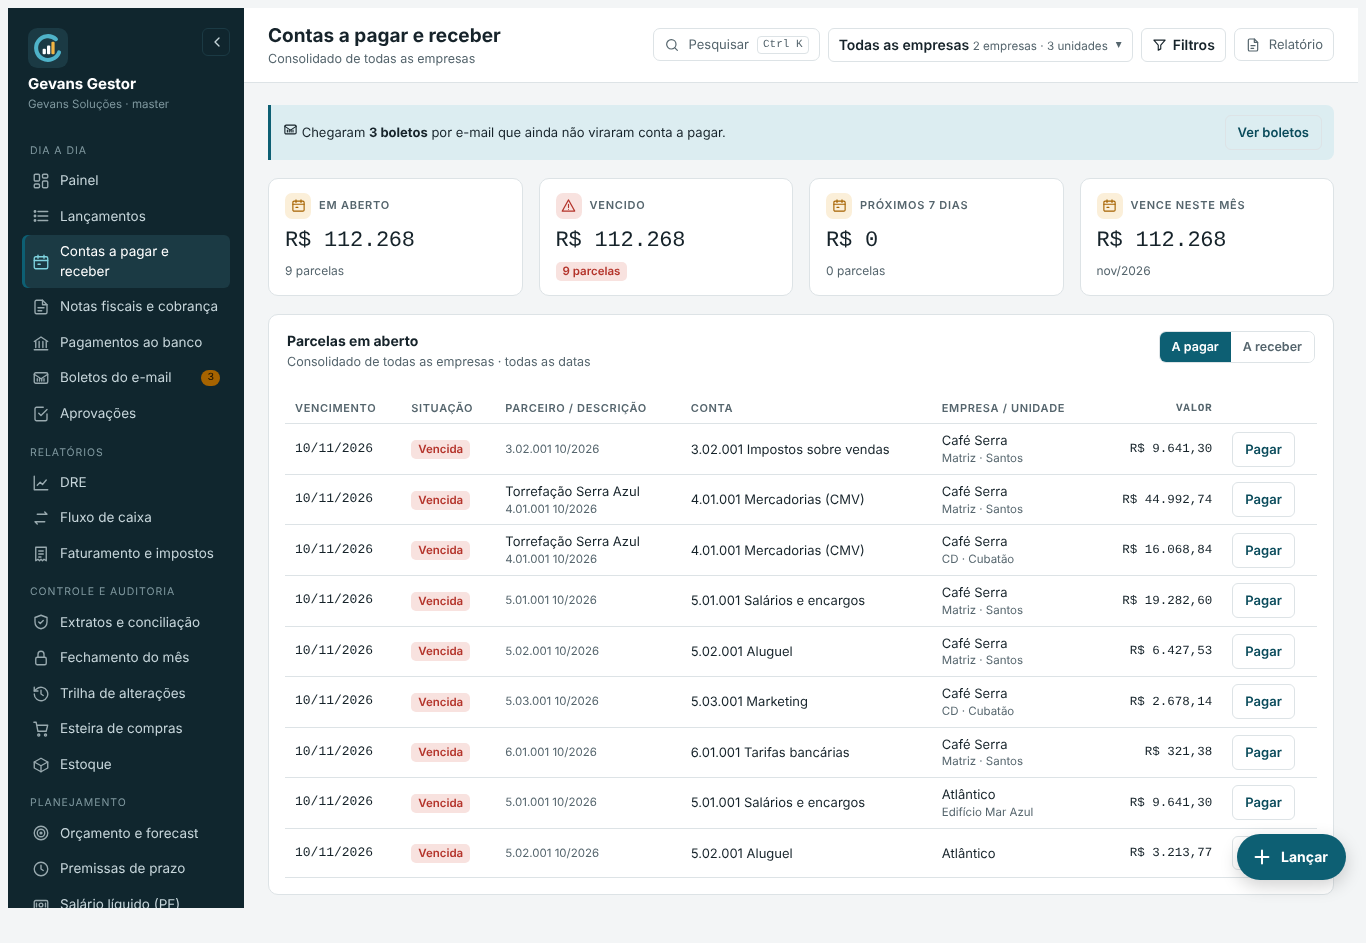 Gevans Gestor
Gevans Soluções · master
DIA A DIA
Painel
Lançamentos
Contas a pagar e
receber
Notas fiscais e cobrança
Pagamentos ao banco
Boletos do e-mail 3
Aprovações
RELATÓRIOS
DRE
Fluxo de caixa
Faturamento e impostos
CONTROLE E AUDITORIA
Extratos e conciliação
Fechamento do mês
Trilha de alterações
Esteira de compras
Estoque
PLANEJAMENTO
Orçamento e forecast
Premissas de prazo
Salário líquido (PF)
Contas a pagar e receber
Consolidado de todas as empresas
Pesquisar Ctrl K
Todas as empresas 2 empresas · 3 unidades ▾
Filtros
Relatório
Chegaram 3 boletos por e-mail que ainda não viraram conta a pagar.
Ver boletos
EM ABERTO
R$ 112.268
9 parcelas
VENCIDO
R$ 112.268
9 parcelas
PRÓXIMOS 7 DIAS
R$ 0
0 parcelas
VENCE NESTE MÊS
R$ 112.268
nov/2026
Parcelas em aberto
Consolidado de todas as empresas · todas as datas
A pagar A receber
VENCIMENTO SITUAÇÃO PARCEIRO / DESCRIÇÃO CONTA EMPRESA / UNIDADE VALOR
10/11/2026 Vencida 3.02.001 10/2026 3.02.001 Impostos sobre vendas Café Serra R$ 9.641,30 Pagar
Matriz · Santos
10/11/2026 Vencida Torrefação Serra Azul 4.01.001 Mercadorias (CMV) Café Serra R$ 44.992,74 Pagar
4.01.001 10/2026 Matriz · Santos
10/11/2026 Vencida Torrefação Serra Azul 4.01.001 Mercadorias (CMV) Café Serra R$ 16.068,84 Pagar
4.01.001 10/2026 CD · Cubatão
10/11/2026 Vencida 5.01.001 10/2026 5.01.001 Salários e encargos Café Serra R$ 19.282,60 Pagar
Matriz · Santos
10/11/2026 Vencida 5.02.001 10/2026 5.02.001 Aluguel Café Serra R$ 6.427,53 Pagar
Matriz · Santos
10/11/2026 Vencida 5.03.001 10/2026 5.03.001 Marketing Café Serra R$ 2.678,14 Pagar
CD · Cubatão
10/11/2026 Vencida 6.01.001 10/2026 6.01.001 Tarifas bancárias Café Serra R$ 321,38 Pagar
Matriz · Santos
10/11/2026 Vencida 5.01.001 10/2026 5.01.001 Salários e encargos Atlântico R$ 9.641,30 Pagar
Edifício Mar Azul
10/11/2026 Vencida 5.02.001 10/2026 5.02.001 Aluguel Atlântico R$ 3.213,77
Lançar